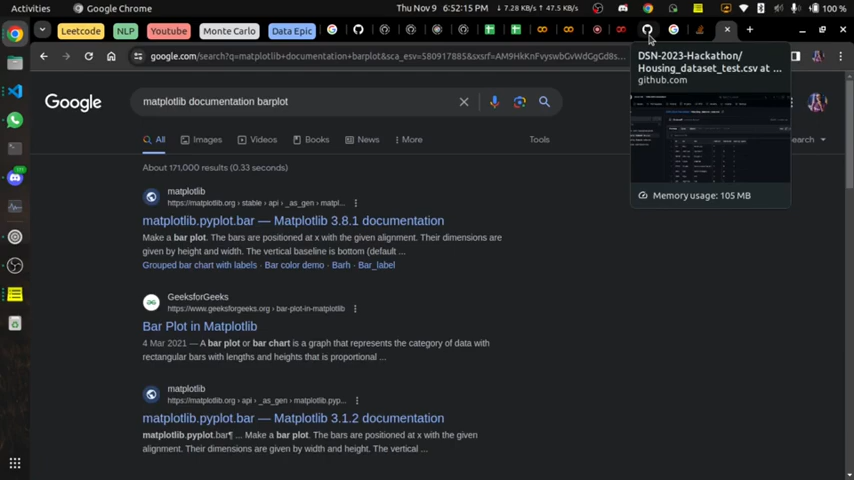 Activities
Google Chrome
Thu Nov 9 6:52:15 PM
↓ 7.28 KB/s ↑ 47.5 KB/s
100 %
Leetcode
NLP
Youtube
Monte Carlo
Data Epic
google.com/search?q=matplotlib+documentation+barplot&sca_esv=580917885&sxsrf=AM9HkKnFvyswbGvWdGgGd8s...
DSN-2023-Hackathon/
Housing_dataset_test.csv at ...
github.com
Memory usage: 105 MB
Google
matplotlib documentation barplot
All
Images
Videos
Books
News
More
Tools
earch
About 171,000 results (0.33 seconds)
matplotlib
https://matplotlib.org › stable › api › _as_gen › matpl...
matplotlib.pyplot.bar — Matplotlib 3.8.1 documentation
Make a bar plot. The bars are positioned at x with the given alignment. Their dimensions are
given by height and width. The vertical baseline is bottom (default ...
Grouped bar chart with labels · Bar color demo · Barh · Bar_label
GeeksforGeeks
https://www.geeksforgeeks.org › bar-plot-in-matplotlib
Bar Plot in Matplotlib
4 Mar 2021 — A bar plot or bar chart is a graph that represents the category of data with
rectangular bars with lengths and heights that is proportional ...
matplotlib
https://matplotlib.org › api › _as_gen › matplotlib.pyp...
matplotlib.pyplot.bar — Matplotlib 3.1.2 documentation
matplotlib.pyplot.bar¶ ... Make a bar plot. The bars are positioned at x with the given
alignment. Their dimensions are given by width and height. The vertical ...